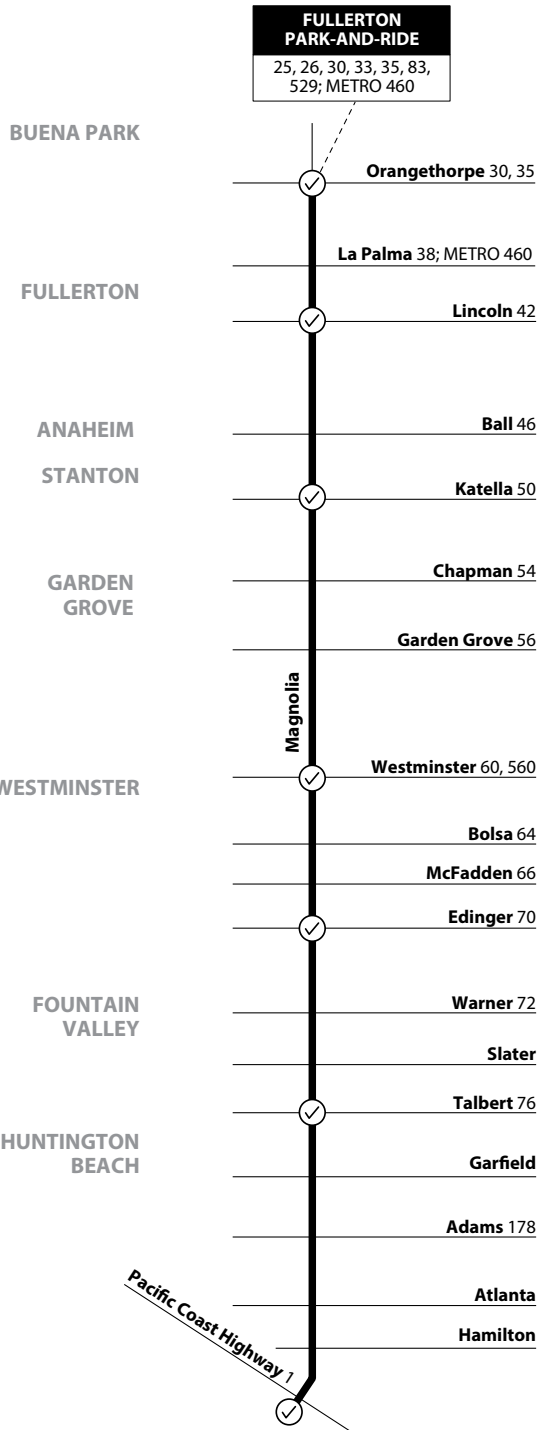 FULLERTON
PARK-AND-RIDE
25, 26, 30, 33, 35, 83,
529; METRO 460
BUENA PARK
Orangethorpe 30, 35
La Palma 38; METRO 460
FULLERTON
Lincoln 42
Ball 46
ANAHEIM
STANTON
Katella 50
Chapman 54
GARDEN
GROVE
Garden Grove 56
Magnolia
Westminster 60, 560
WESTMINSTER
Bolsa 64
McFadden 66
Edinger 70
Warner 72
FOUNTAIN
VALLEY
Slater
Talbert 76
HUNTINGTON
BEACH
Garfield
Adams 178
Pacific Coast Highway 1
Atlanta
Hamilton